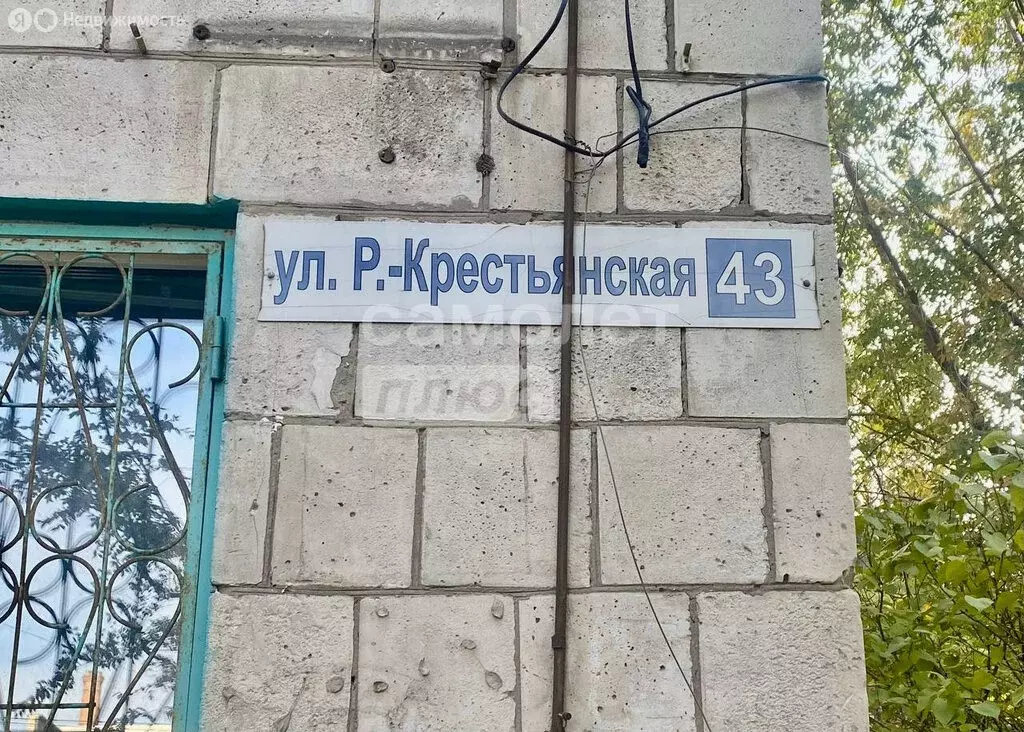 Я Недвижимость
ул. Р.-Крестьянская 43
самолет
плюс